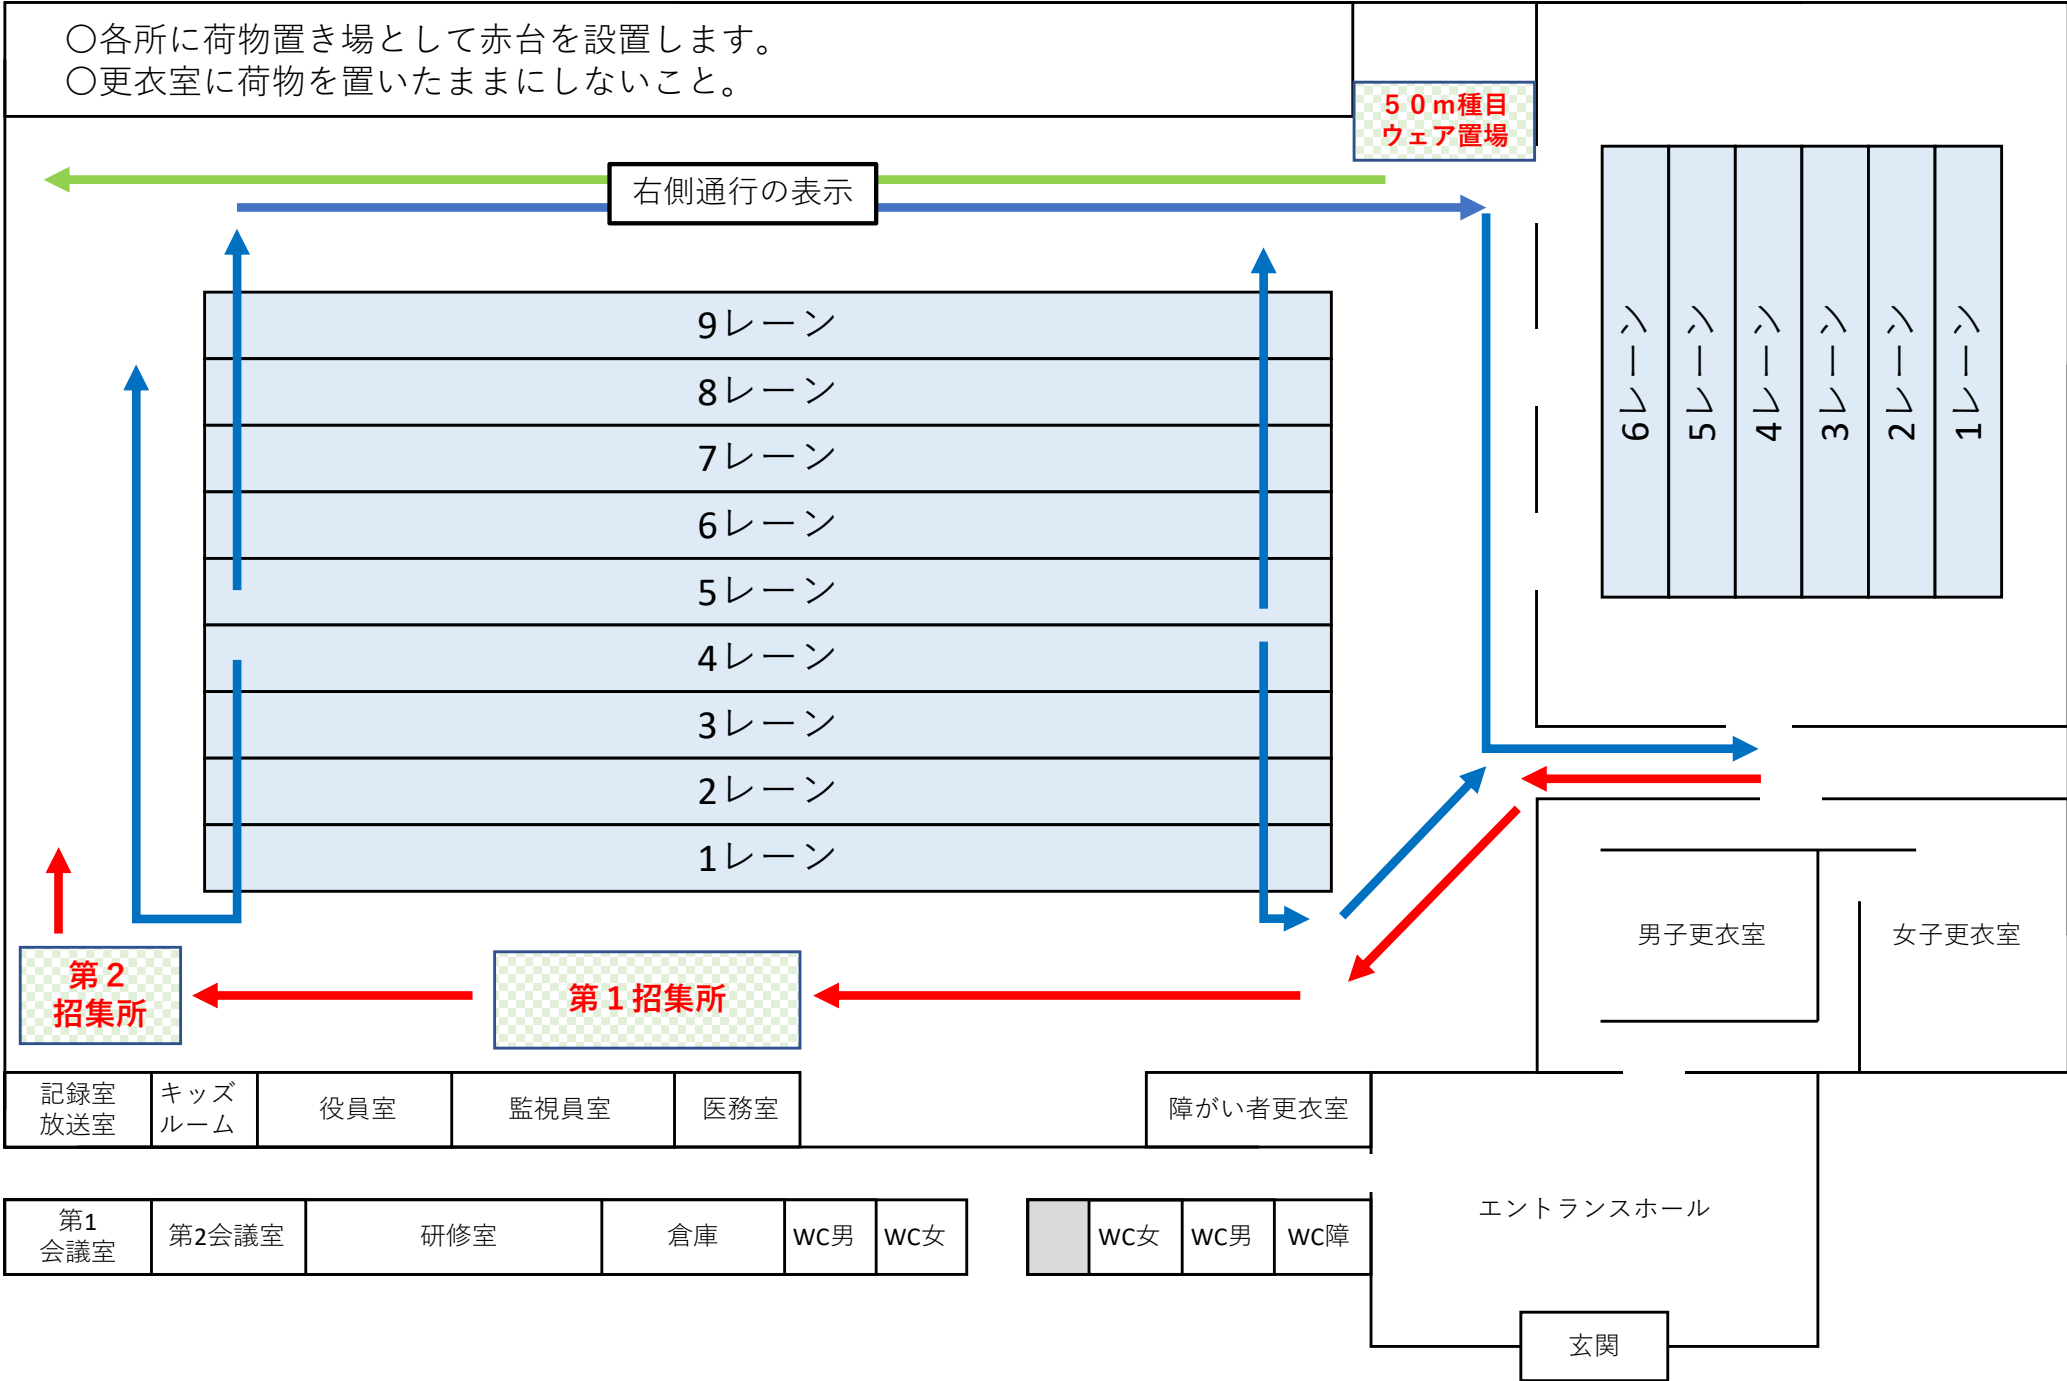 〇各所に荷物置き場として赤台を設置します。
〇更衣室に荷物を置いたままにしないこと。
５０m種目
ウェア置場
右側通行の表示
9レーン
8レーン
7レーン
6レーン
5レーン
4レーン
3レーン
2レーン
1レーン
6レーン
5レーン
4レーン
3レーン
2レーン
1レーン
男子更衣室
女子更衣室
第２
招集所
第１招集所
記録室
放送室
キッズ
ルーム
役員室
監視員室
医務室
障がい者更衣室
第1
会議室
第2会議室
研修室
倉庫
WC男
WC女
WC女
WC男
WC障
エントランスホール
玄関